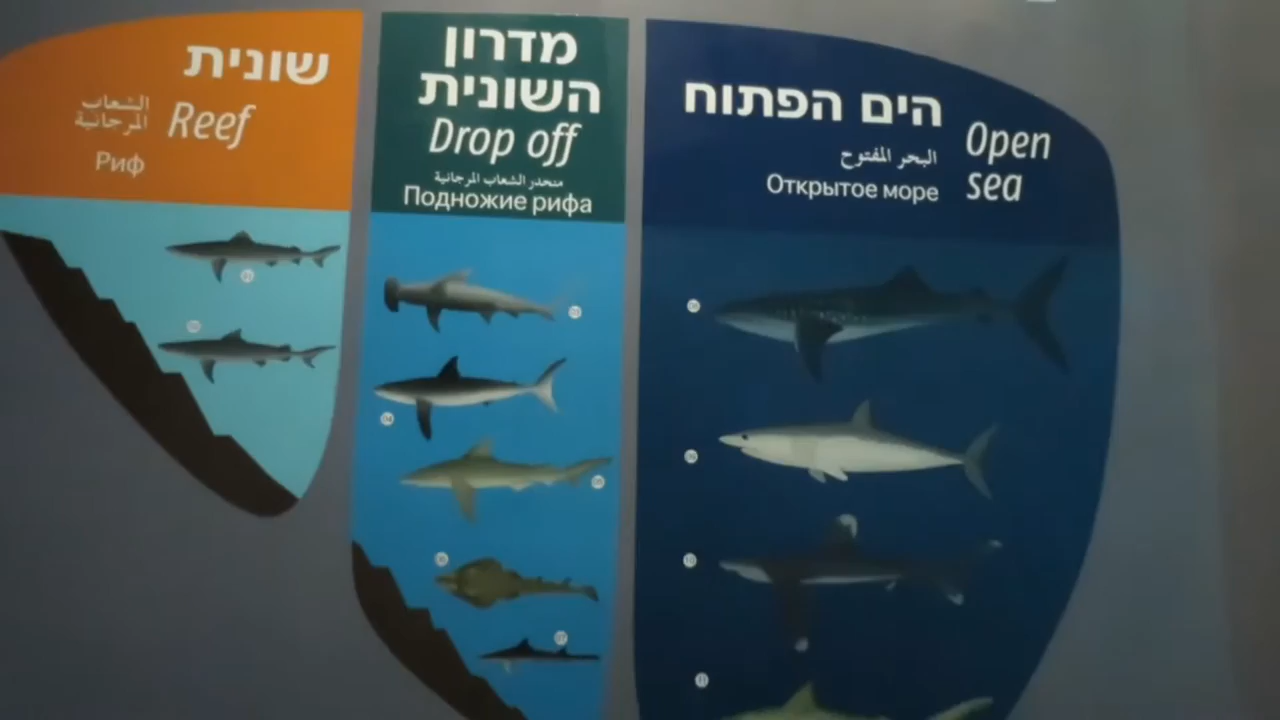 שונית
الشعاب
المرجانية
Reef
Риф
מדרון
השונית
Drop off
منحدر الشعاب المرجانية
Подножие рифа
הים הפתוח
Open
sea
البحر المفتوح
Открытое море